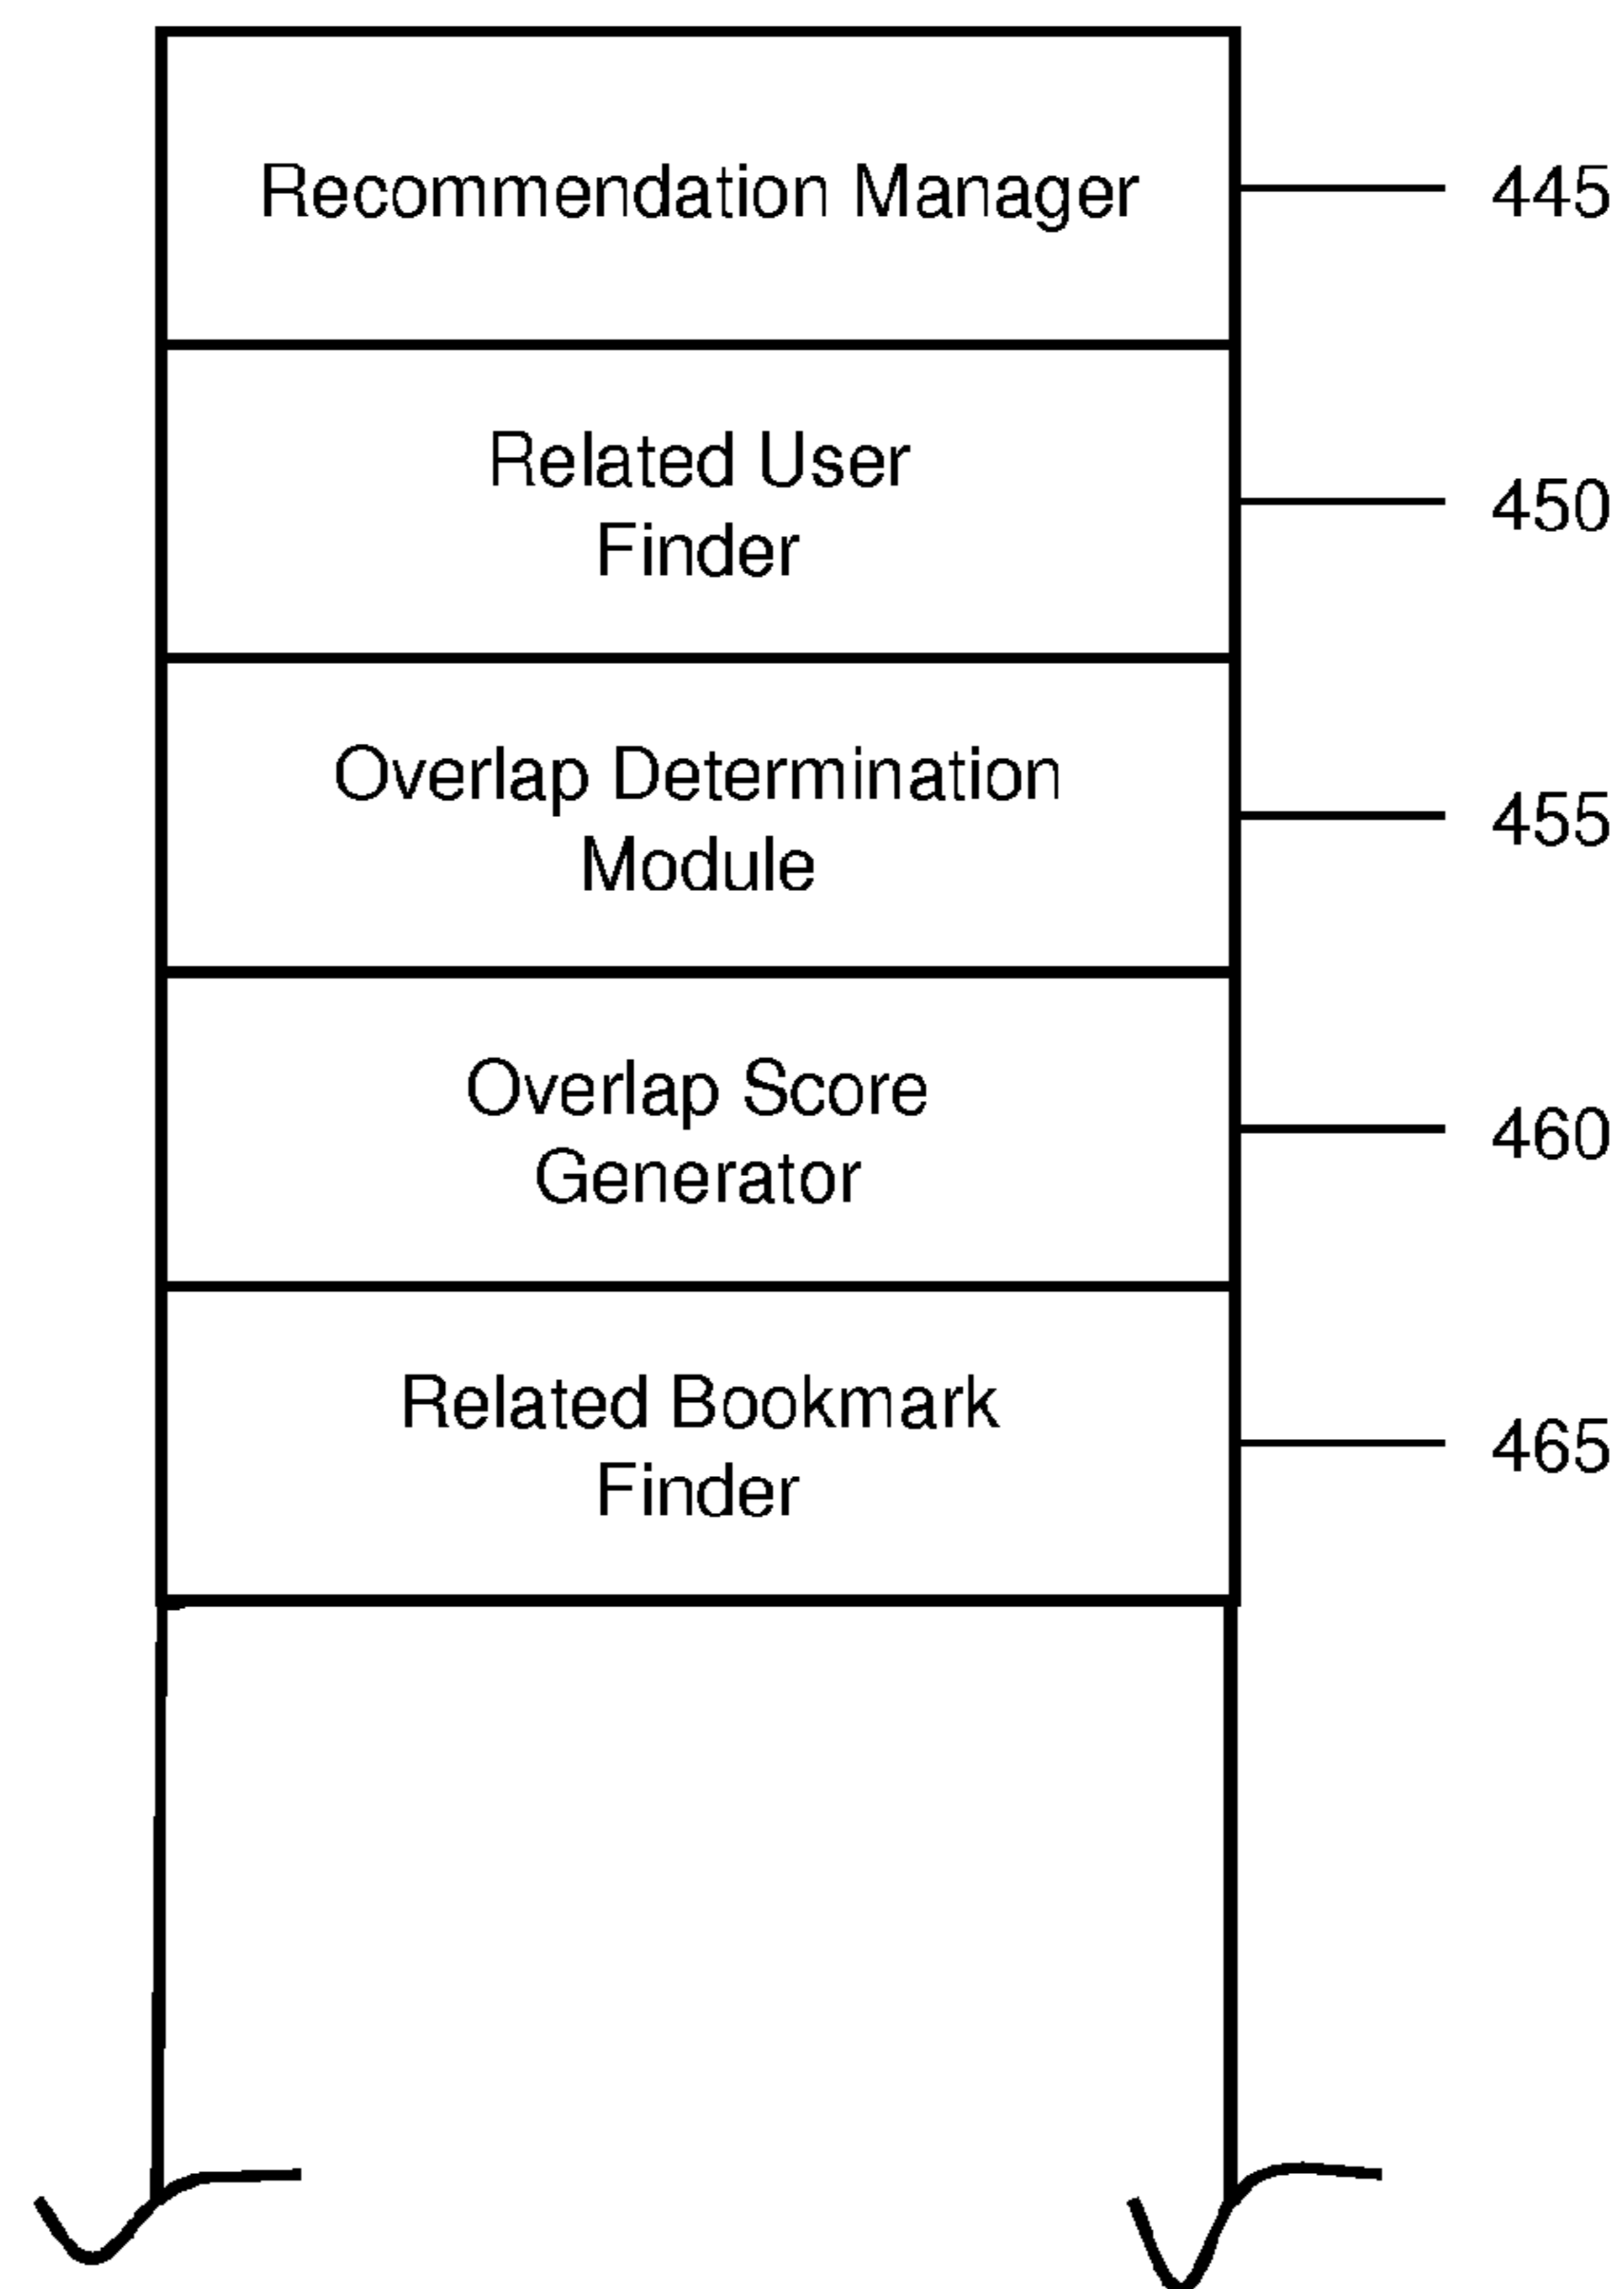 Recommendation Manager
445
Related User
Finder
450
Overlap Determination
Module
455
Overlap Score
Generator
460
Related Bookmark
Finder
465